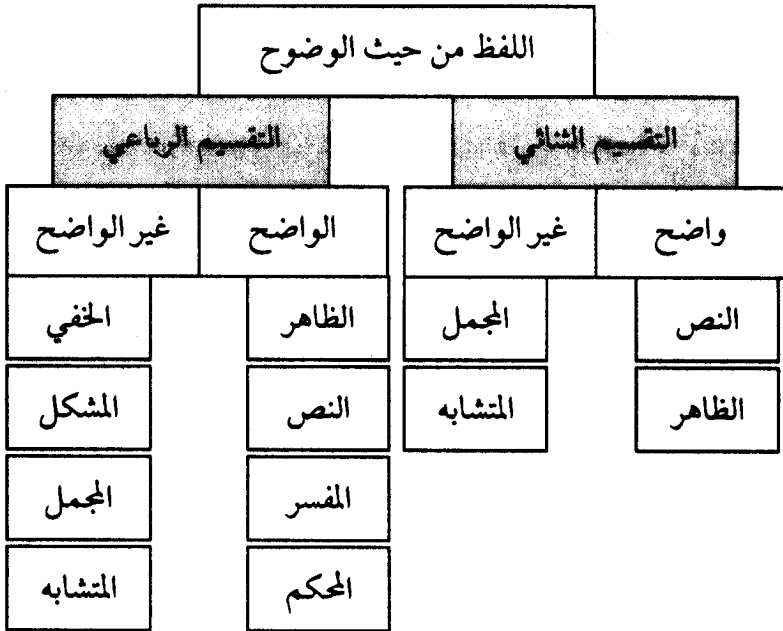 اللفظ من حيث الوضوح
التقسيم الثنائي
التقسيم الرباعي
واضح
غير الواضح
الواضح
غير الواضح
النص
المجمل
الظاهر
الخفي
الظاهر
المتشابه
النص
المشكل
المفسر
المجمل
المحكم
المتشابه